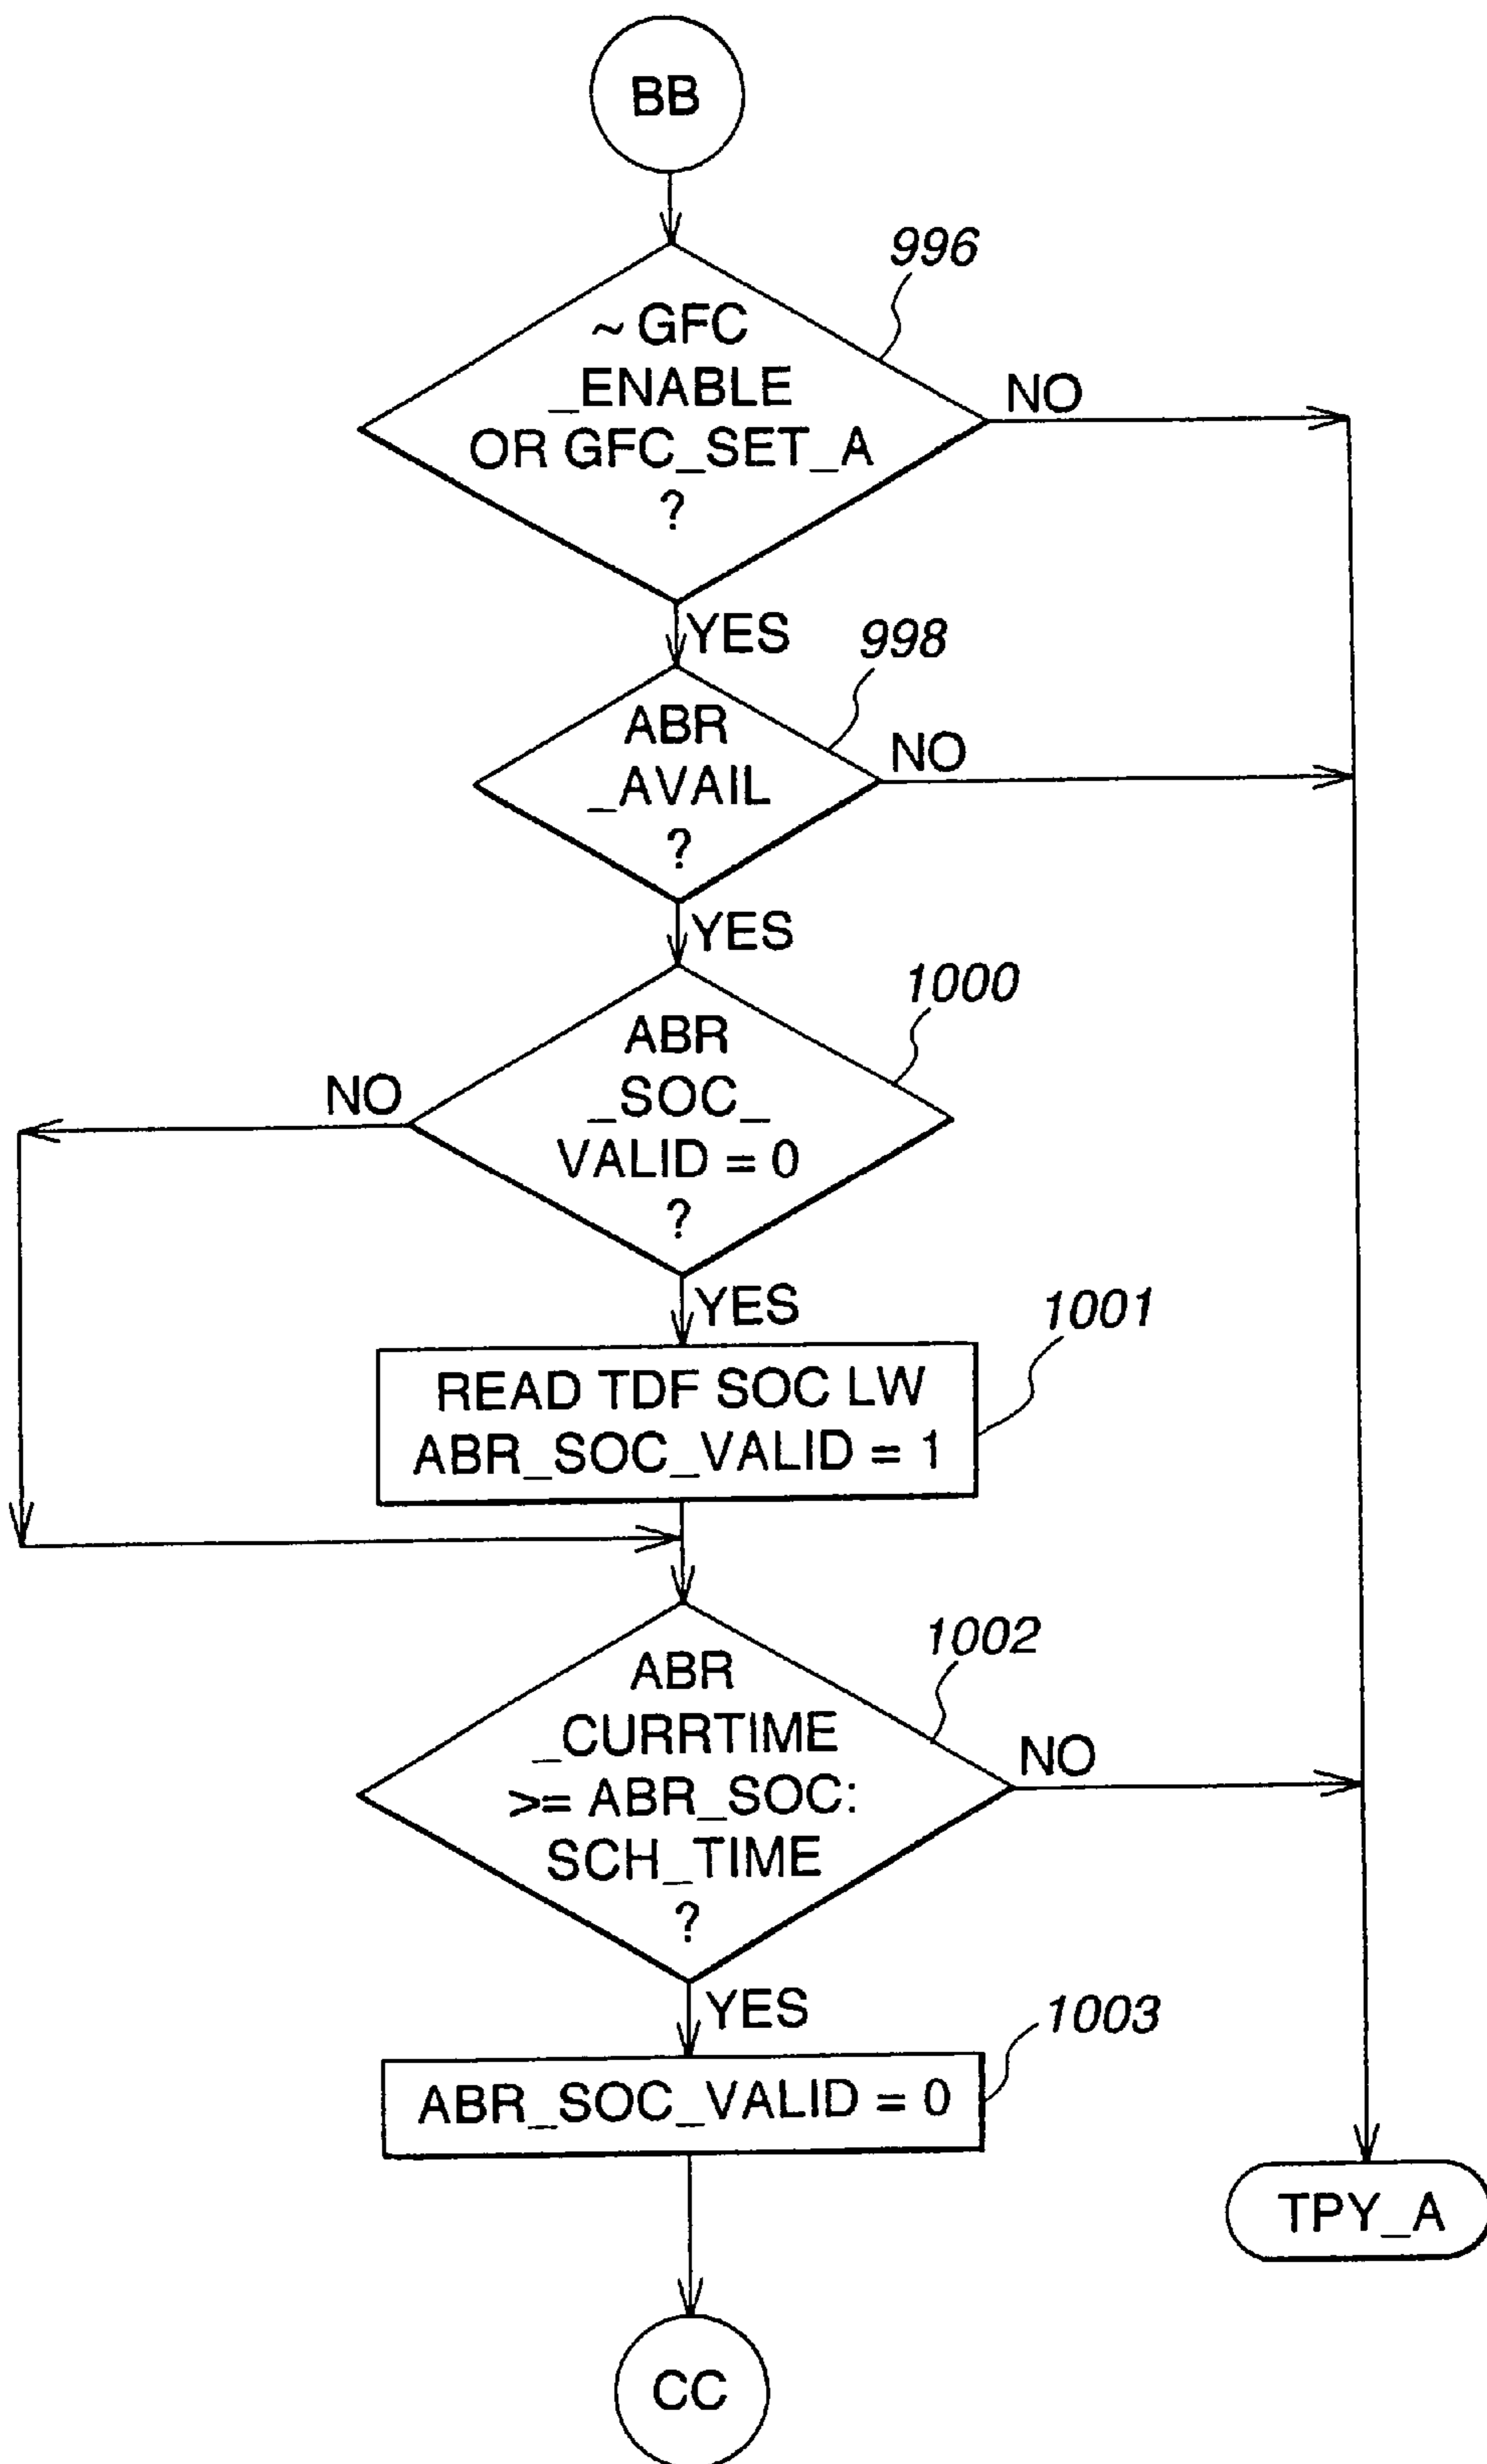 BB
996
~ GFC
_ENABLE
OR GFC_SET_A
?
NO
YES
998
ABR
_AVAIL
?
NO
YES
1000
ABR
_SOC_
VALID = 0
?
NO
YES
1001
READ TDF SOC LW
ABR_SOC_VALID = 1
1002
ABR
_CURRTIME
>= ABR_SOC:
SCH_TIME
?
NO
YES
1003
ABR_SOC_VALID = 0
TPY_A
CC